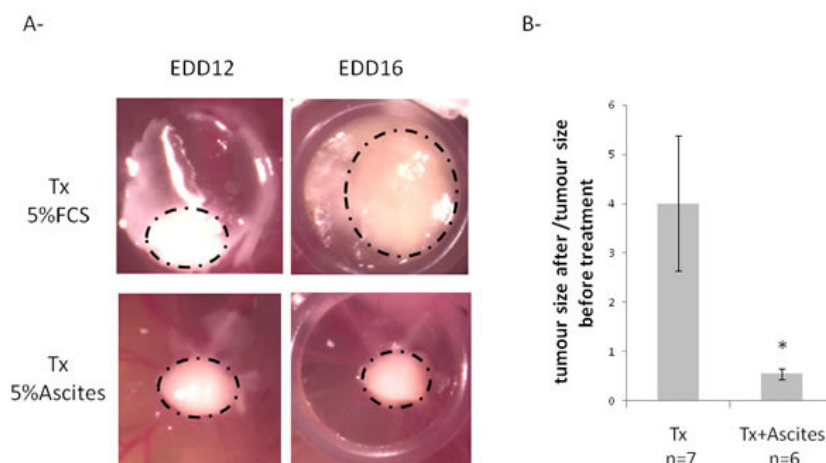 A-
EDD12 EDD16
Tx
5%FCS
Tx
5%Ascites
B-
tumour size after /tumour size
before treatment
6
5
4
3
2
1
0
*
Tx
n=7
Tx+Ascites
n=6